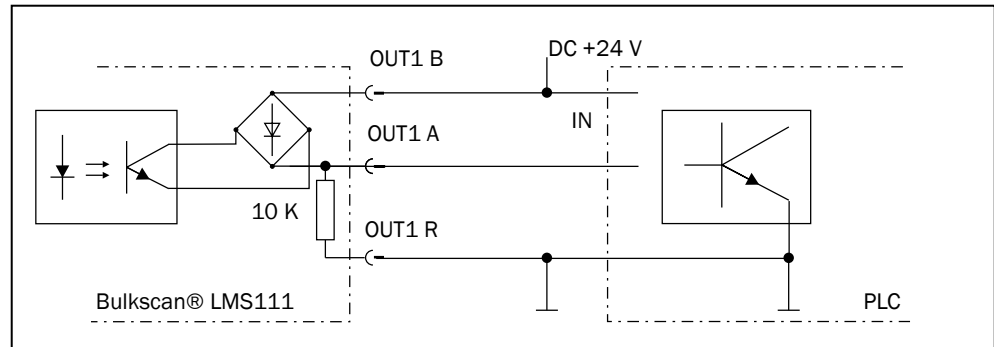 OUT1 B
DC +24 V
IN
OUT1 A
10 K
OUT1 R
Bulkscan® LMS111
PLC